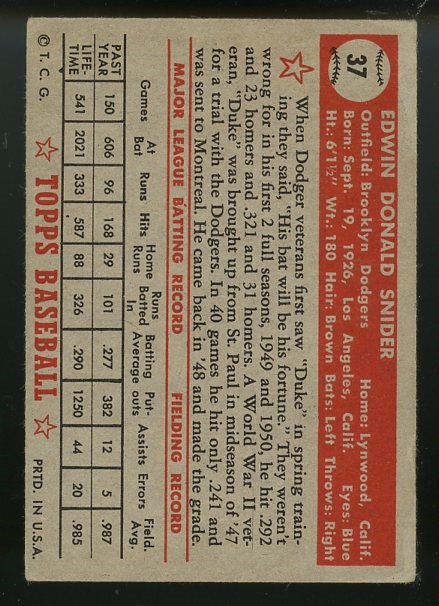 37
EDWIN DONALD SNIDER
Outfield: Brooklyn Dodgers Home: Lynwood, Calif.
Born: Sept. 19, 1926, Los Angeles, Calif. Eyes: Blue
Ht.: 6'1½" Wt.: 180 Hair: Brown Bats: Left Throws: Right
When Dodger veterans first saw "Duke" in spring train-
ing they said, "His bat will be his fortune." They weren't
wrong for in his first 2 full seasons, 1949 and 1950, he hit .292
and 23 homers and .321 and 31 homers. A World War II vet-
eran, "Duke" was brought up from St. Paul in midseason of '47
for a trial with the Dodgers. In 40 games he hit only .241 and
was sent to Montreal. He came back in '48 and made the grade.
MAJOR LEAGUE BATTING RECORD FIELDING RECORD
Games At Bat Runs Hits Home Runs Runs Batted In Batting Average Put-outs Assists Errors Field. Avg.
PAST YEAR 150 606 96 168 29 101 .277 382 12 5 .987
LIFE-TIME 541 2021 333 587 88 326 .290 1250 44 20 .985
© T. C. G. TOPPS BASEBALL PRTD. IN U.S.A.